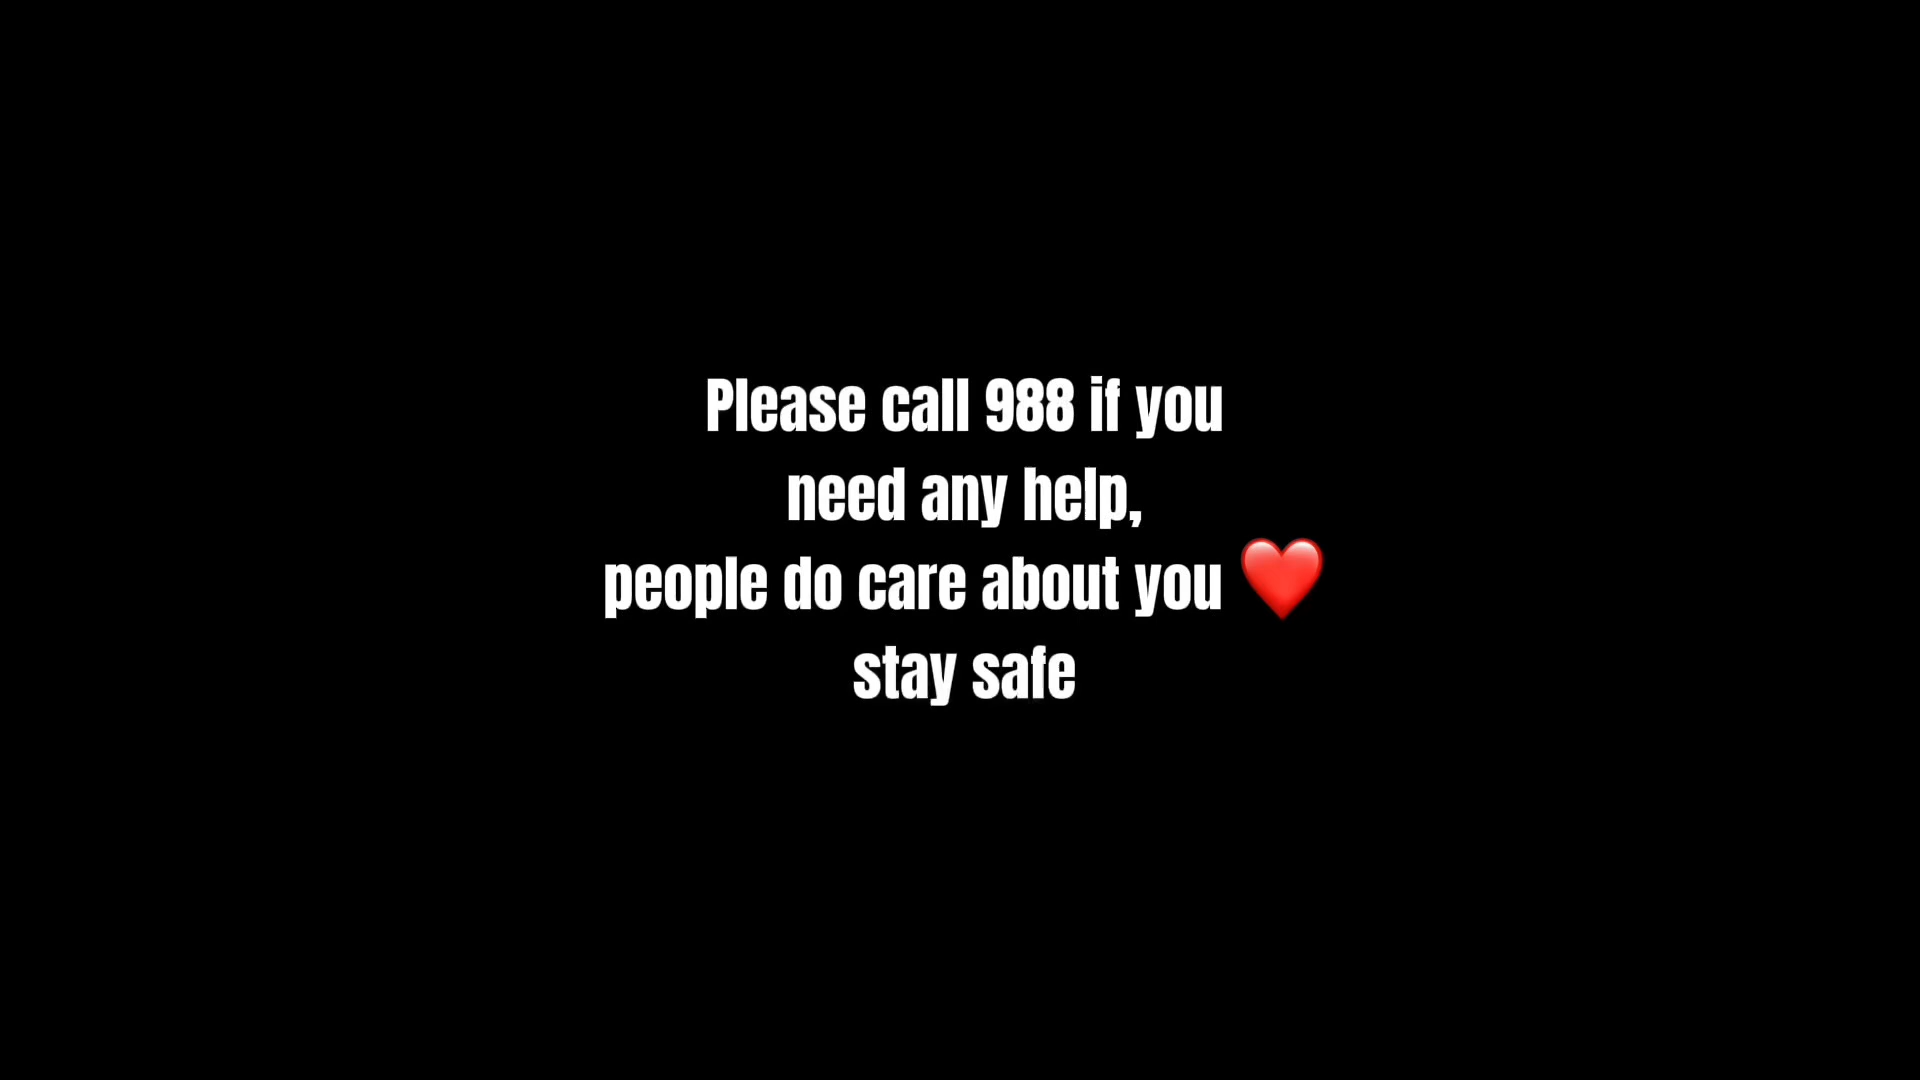 Please call 988 if you
need any help,
people do care about you ❤️
stay safe